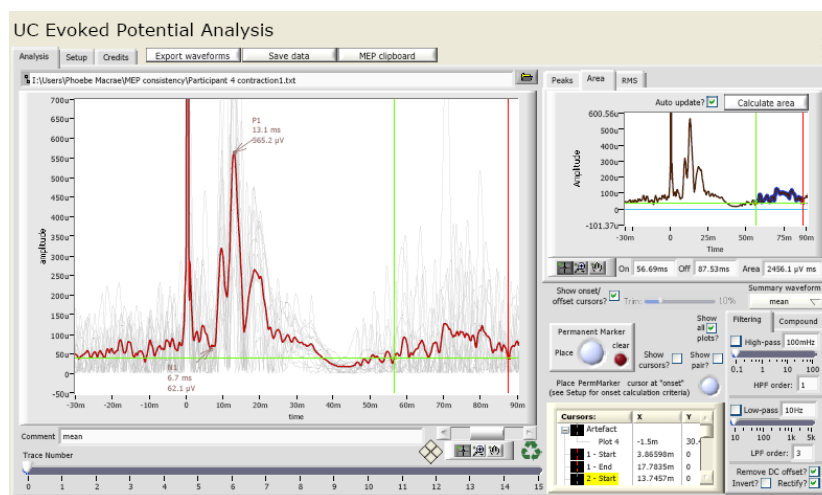 UC Evoked Potential Analysis
Analysis Setup Credits Export waveforms Save data MEP clipboard
I:\Users\Phoebe Macrae\MEP consistency\Participant 4 contraction1.txt
Peaks Area RMS
Auto update? Calculate area
700u
650u
600u
550u
500u
450u
400u
350u
300u
250u
200u
150u
100u
50u
0
-50u
amplitude
P1
13.1 ms
565.2 µV
N1
6.7 ms
62.1 µV
-30m -20m -10m 0 10m 20m 30m 40m 50m 60m 70m 80m 90m
time
600.56u
500u
400u
300u
200u
100u
0
-101.37u
Amplitude
-30m 0 25m 50m 75m 90m
Time
On 56.69ms Off 87.53ms Area 2456.1 µV ms
Show onset/
offset cursors? Trim: 10%
Summary waveform
mean
Permanent Marker
Place clear
Show
all
plots?
Show
cursors?
Show
pair?
Place PermMarker cursor at "onset"
(see Setup for onset calculation criteria)
Filtering Compound
High-pass 100mHz
0.1 1 10 100
HPF order: 1
Low-pass 10Hz
10 100 1k 5k
LPF order: 3
Remove DC offset?
Invert? Rectify?
Cursors: X Y
Artefact
Plot 4 -1.5m 30.4
1 - Start 3.86598m 0
1 - End 17.7835m 0
2 - Start 13.7457m 0
Comment mean
Trace Number
0 1 2 3 4 5 6 7 8 9 10 11 12 13 14 15